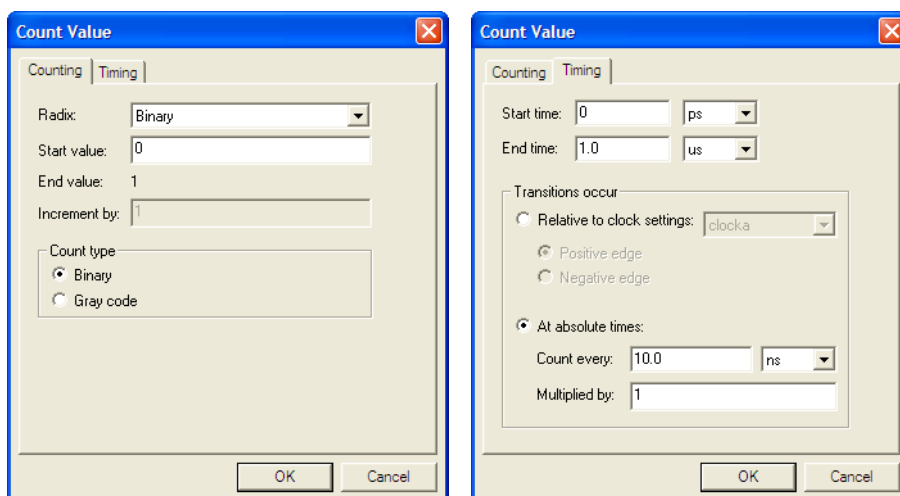 Count Value
Counting Timing
Radix: Binary
Start value: 0
End value: 1
Increment by: 1
Count type
Binary
Gray code
OK Cancel
Count Value
Counting Timing
Start time: 0 ps
End time: 1.0 us
Transitions occur
Relative to clock settings: clocka
Positive edge
Negative edge
At absolute times:
Count every: 10.0 ns
Multiplied by: 1
OK Cancel